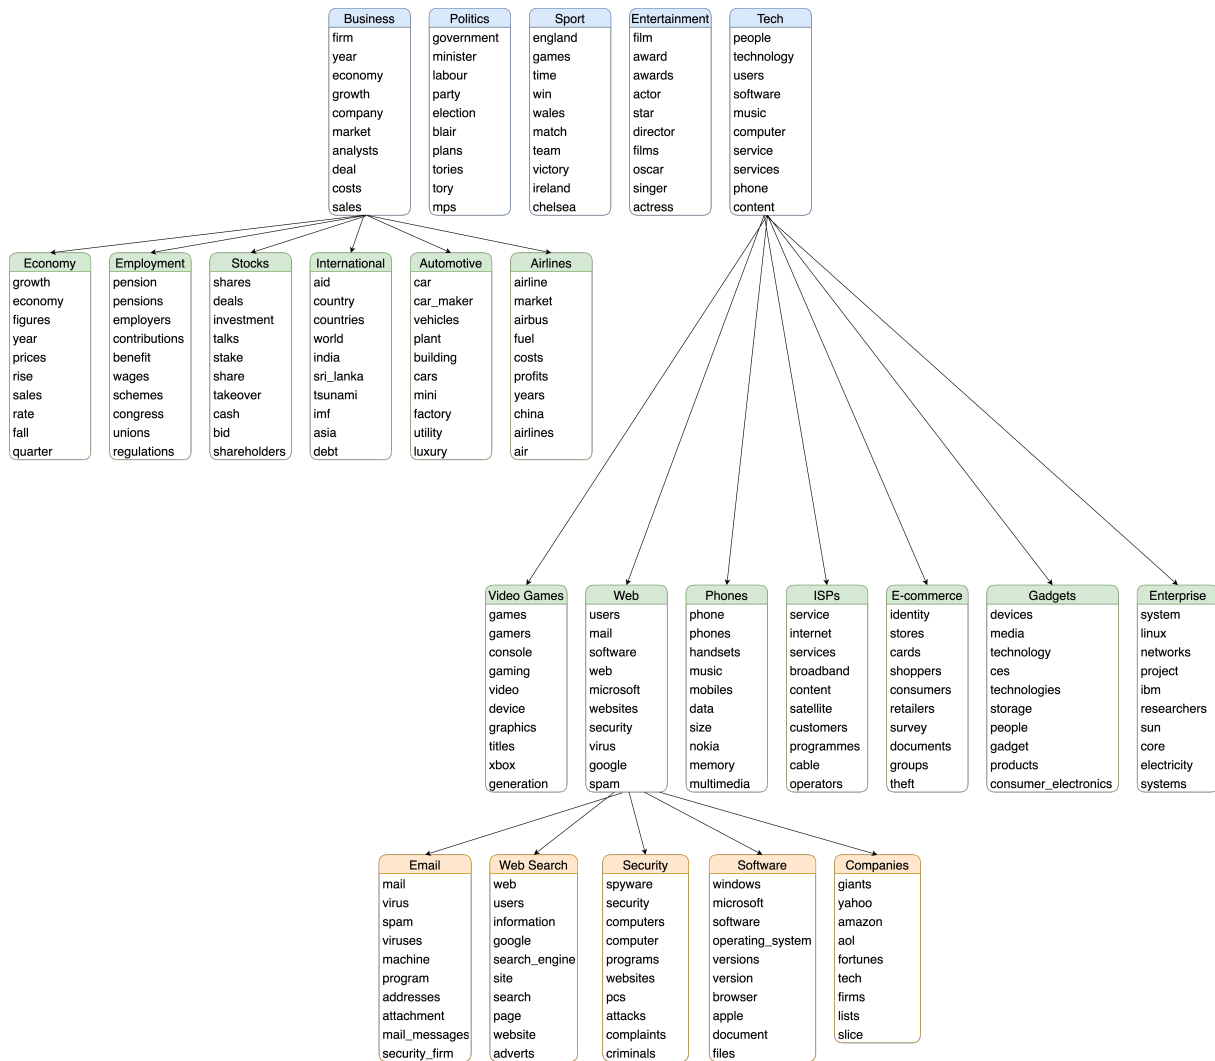 Business
firm
year
economy
growth
company
market
analysts
deal
costs
sales
Politics
government
minister
labour
party
election
blair
plans
tories
tory
mps
Sport
england
games
time
win
wales
match
team
victory
ireland
chelsea
Entertainment
film
award
awards
actor
star
director
films
oscar
singer
actress
Tech
people
technology
users
software
music
computer
service
services
phone
content
Economy
growth
economy
figures
year
prices
rise
sales
rate
fall
quarter
Employment
pension
pensions
employers
contributions
benefit
wages
schemes
congress
unions
regulations
Stocks
shares
deals
investment
talks
stake
share
takeover
cash
bid
shareholders
International
aid
country
countries
world
india
sri_lanka
tsunami
imf
asia
debt
Automotive
car
car_maker
vehicles
plant
building
cars
mini
factory
utility
luxury
Airlines
airline
market
airbus
fuel
costs
profits
years
china
airlines
air
Video Games
games
gamers
console
gaming
video
device
graphics
titles
xbox
generation
Web
users
mail
software
web
microsoft
websites
security
virus
google
spam
Phones
phone
phones
handsets
music
mobiles
data
size
nokia
memory
multimedia
ISPs
service
internet
services
broadband
content
satellite
customers
programmes
cable
operators
E-commerce
identity
stores
cards
shoppers
consumers
retailers
survey
documents
groups
theft
Gadgets
devices
media
technology
ces
technologies
storage
people
gadget
products
consumer_electronics
Enterprise
system
linux
networks
project
ibm
researchers
sun
core
electricity
systems
Email
mail
virus
spam
viruses
machine
program
addresses
attachment
mail_messages
security_firm
Web Search
web
users
information
google
search_engine
site
search
page
website
adverts
Security
spyware
security
computers
computer
programs
websites
pcs
attacks
complaints
criminals
Software
windows
microsoft
software
operating_system
versions
version
browser
apple
document
files
Companies
giants
yahoo
amazon
aol
fortunes
tech
firms
lists
slice